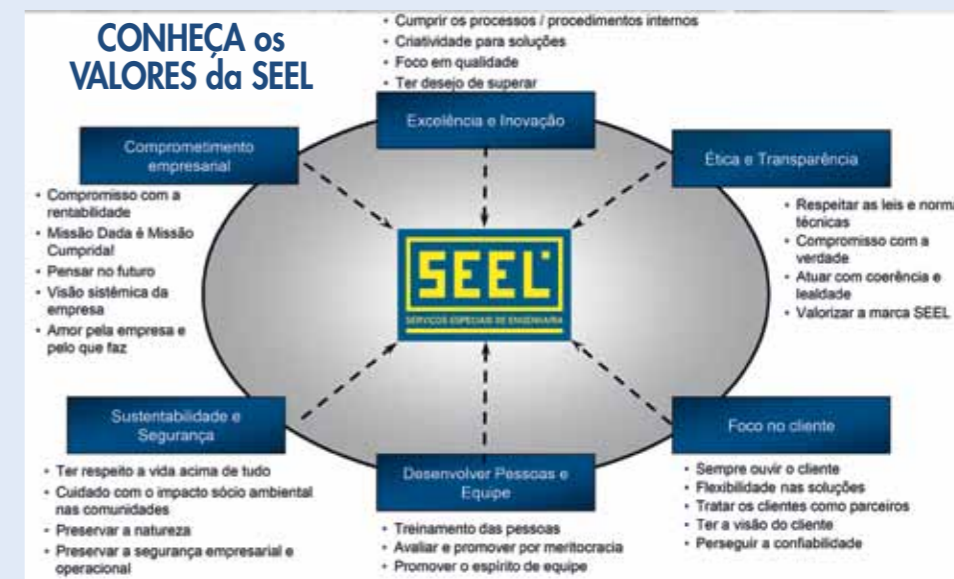 CONHEÇA os
VALORES da SEEL
• Cumprir os processos / procedimentos internos
• Criatividade para soluções
• Foco em qualidade
• Ter desejo de superar
Excelência e Inovação
Comprometimento
empresarial
• Compromisso com a
rentabilidade
• Missão Dada é Missão
Cumprida!
• Pensar no futuro
• Visão sistêmica da
empresa
• Amor pela empresa e
pelo que faz
Ética e Transparência
• Respeitar as leis e norma
técnicas
• Compromisso com a
verdade
• Atuar com coerência e
lealdade
• Valorizar a marca SEEL
SEEL
SERVIÇOS ESPECIAIS DE ENGENHARIA
Sustentabilidade e
Segurança
• Ter respeito a vida acima de tudo
• Cuidado com o impacto sócio ambiental
nas comunidades
• Preservar a natureza
• Preservar a segurança empresarial e
operacional
Desenvolver Pessoas e
Equipe
• Treinamento das pessoas
• Avaliar e promover por meritocracia
• Promover o espírito de equipe
Foco no cliente
• Sempre ouvir o cliente
• Flexibilidade nas soluções
• Tratar os clientes como parceiros
• Ter a visão do cliente
• Perseguir a confiabilidade